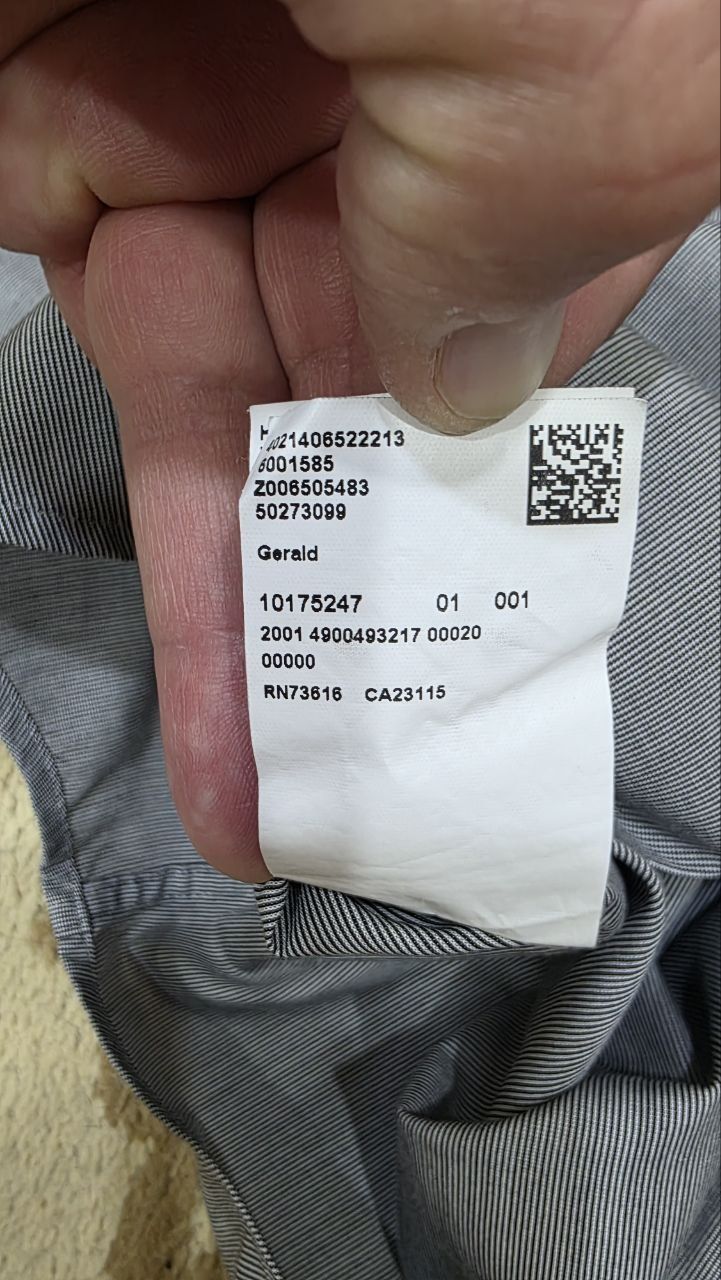 4021406522213
6001585
Z006505483
50273099
Gerald
10175247 01 001
2001 4900493217 00020
00000
RN73616 CA23115